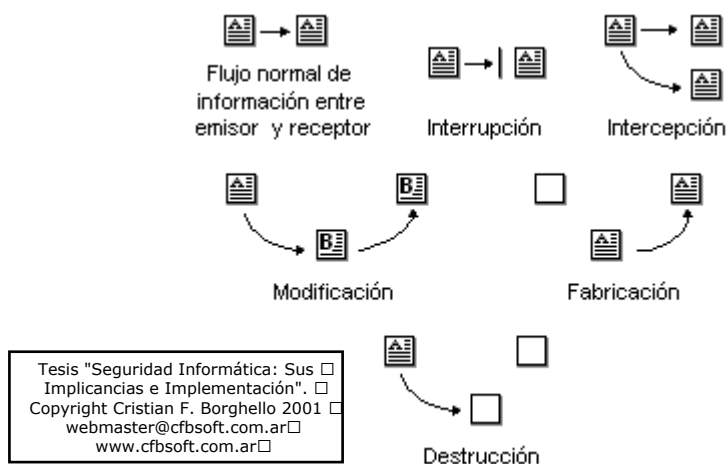 Flujo normal de
información entre
emisor y receptor
Interrupción
Intercepción
Modificación
Fabricación
Destrucción
Tesis "Seguridad Informática: Sus □
Implicancias e Implementación". □
Copyright Cristian F. Borghello 2001 □
webmaster@cfbsoft.com.ar□
www.cfbsoft.com.ar□